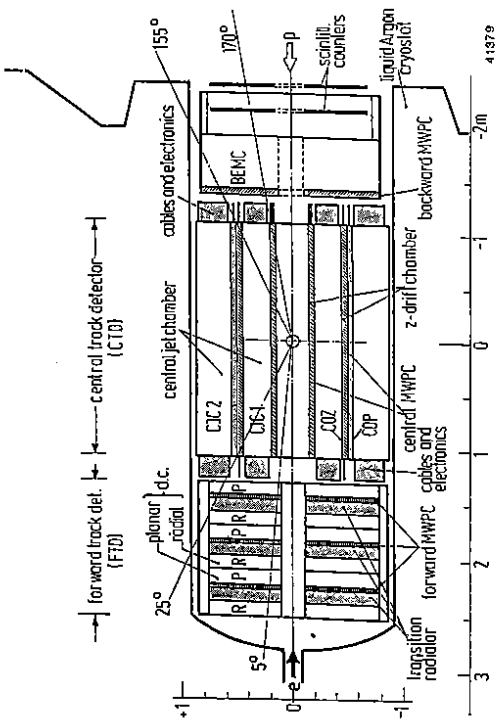 forward track det.
(FTD)
central track detector
(CTD)
planar
radial
d.c.
central jet chamber
cables and electronics
25°
155°
+1
R P R P R P
CJC2
CJC1
BEMC
170°
5°
e
0
p
scintill.
counters
COZ
COP
-1
transition
radiator
forward MWPC
cables and
electronics
central MWPC
z-drift chamber
backward MWPC
liquid Argon
cryostat
3
2
1
0
-1
-2m
41379